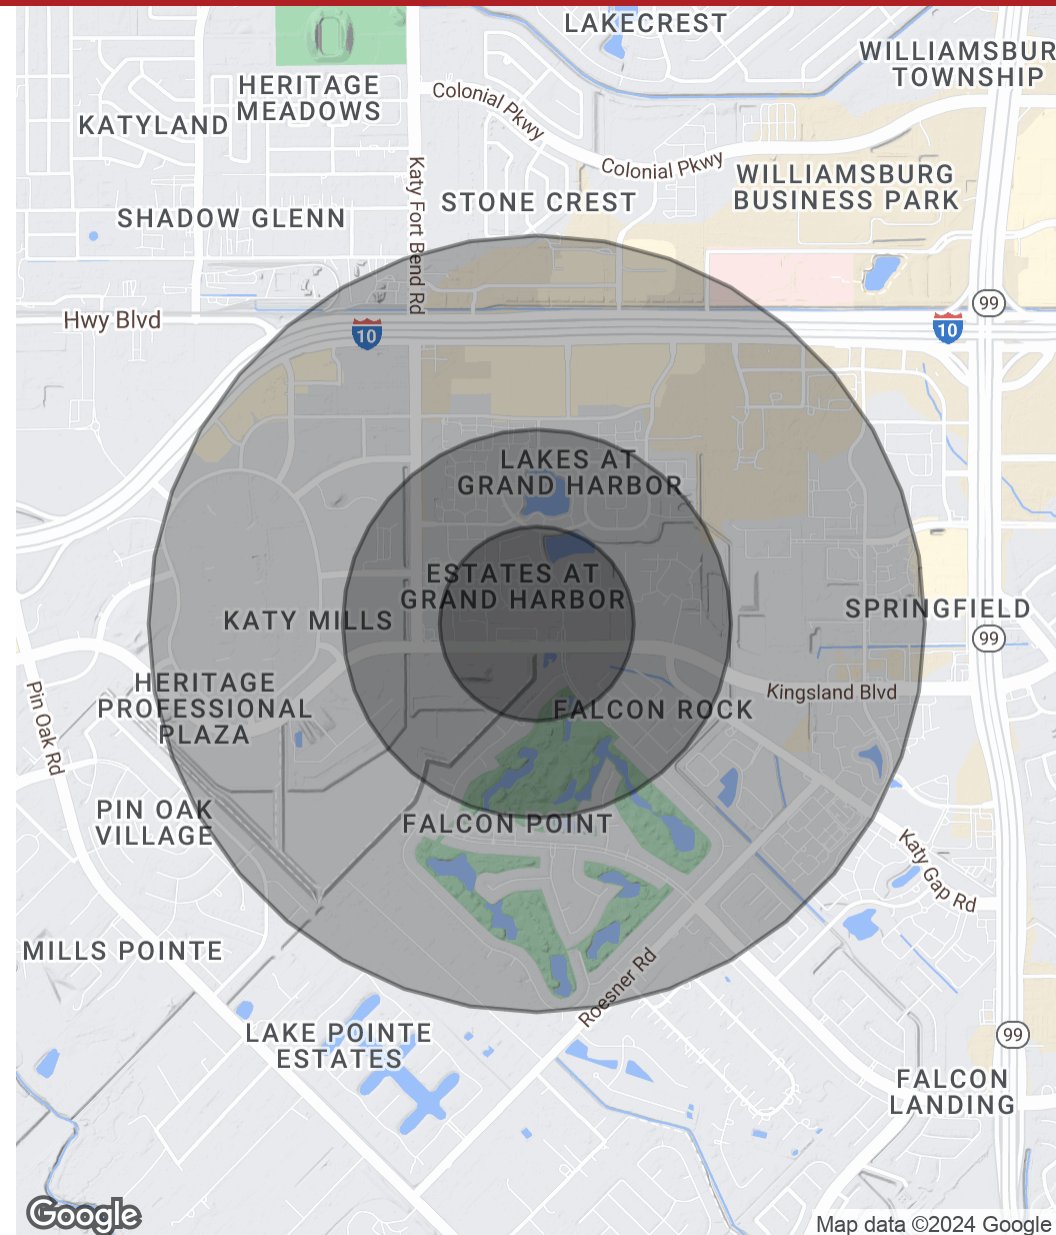 LAKECREST
WILLIAMSBUR
TOWNSHIP
HERITAGE
MEADOWS
Colonial Pkwy
KATYLAND
Colonial Pkwy
WILLIAMSBURG
BUSINESS PARK
Katy Fort Bend Rd
STONE CREST
SHADOW GLENN
99
Hwy Blvd
10
10
LAKES AT
GRAND HARBOR
ESTATES AT
GRAND HARBOR
KATY MILLS
SPRINGFIELD
99
HERITAGE
PROFESSIONAL
PLAZA
Pin Oak Rd
Kingsland Blvd
FALCON ROCK
PIN OAK
VILLAGE
FALCON POINT
Katy Gap Rd
MILLS POINTE
Roesner Rd
LAKE POINTE
ESTATES
99
FALCON
LANDING
Google
Map data ©2024 Google